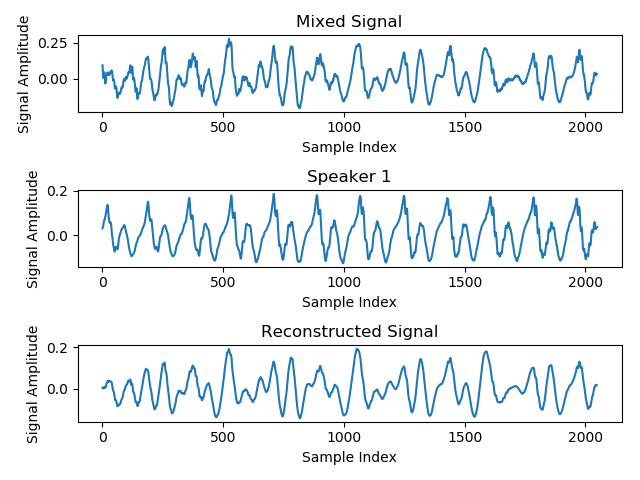 Mixed Signal
Signal Amplitude
0.25
0.00
0
500
1000
1500
2000
Sample Index
Speaker 1
Signal Amplitude
0.2
0.0
0
500
1000
1500
2000
Sample Index
Reconstructed Signal
Signal Amplitude
0.2
0.0
0
500
1000
1500
2000
Sample Index